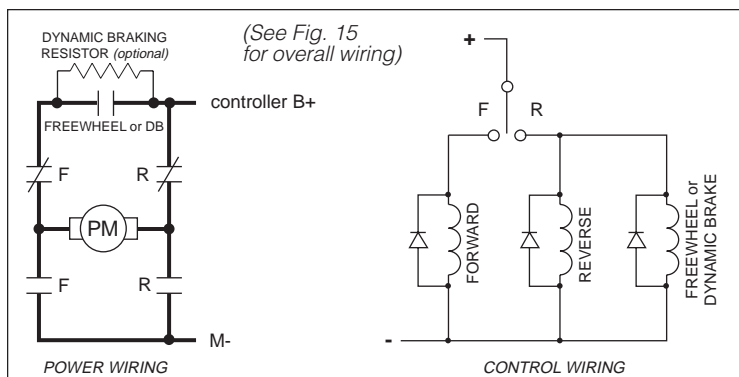 DYNAMIC BRAKING
RESISTOR (optional)
(See Fig. 15
for overall wiring)
controller B+
FREEWHEEL or DB
F
R
PM
F
R
M-
POWER WIRING
+
F
R
FORWARD
REVERSE
FREEWHEEL or
DYNAMIC BRAKE
-
CONTROL WIRING